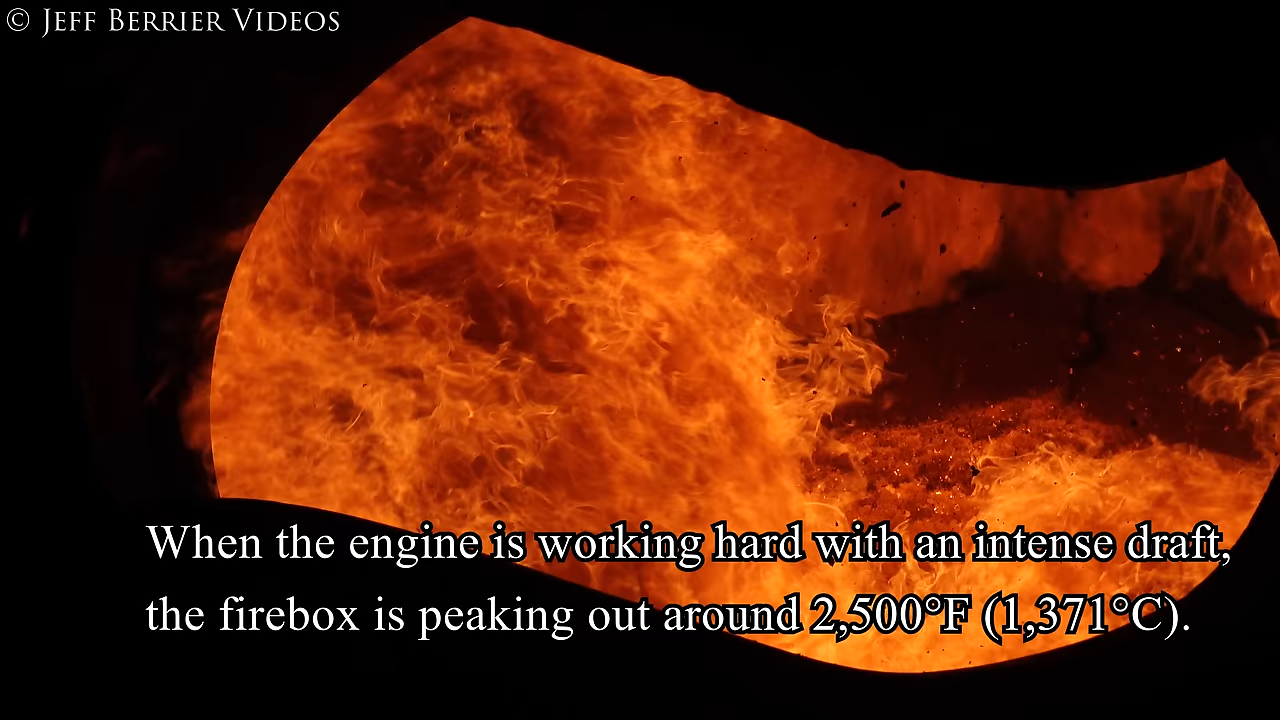 © Jeff Berrier Videos
When the engine is working hard with an intense draft,
the firebox is peaking out around 2,500°F (1,371°C).